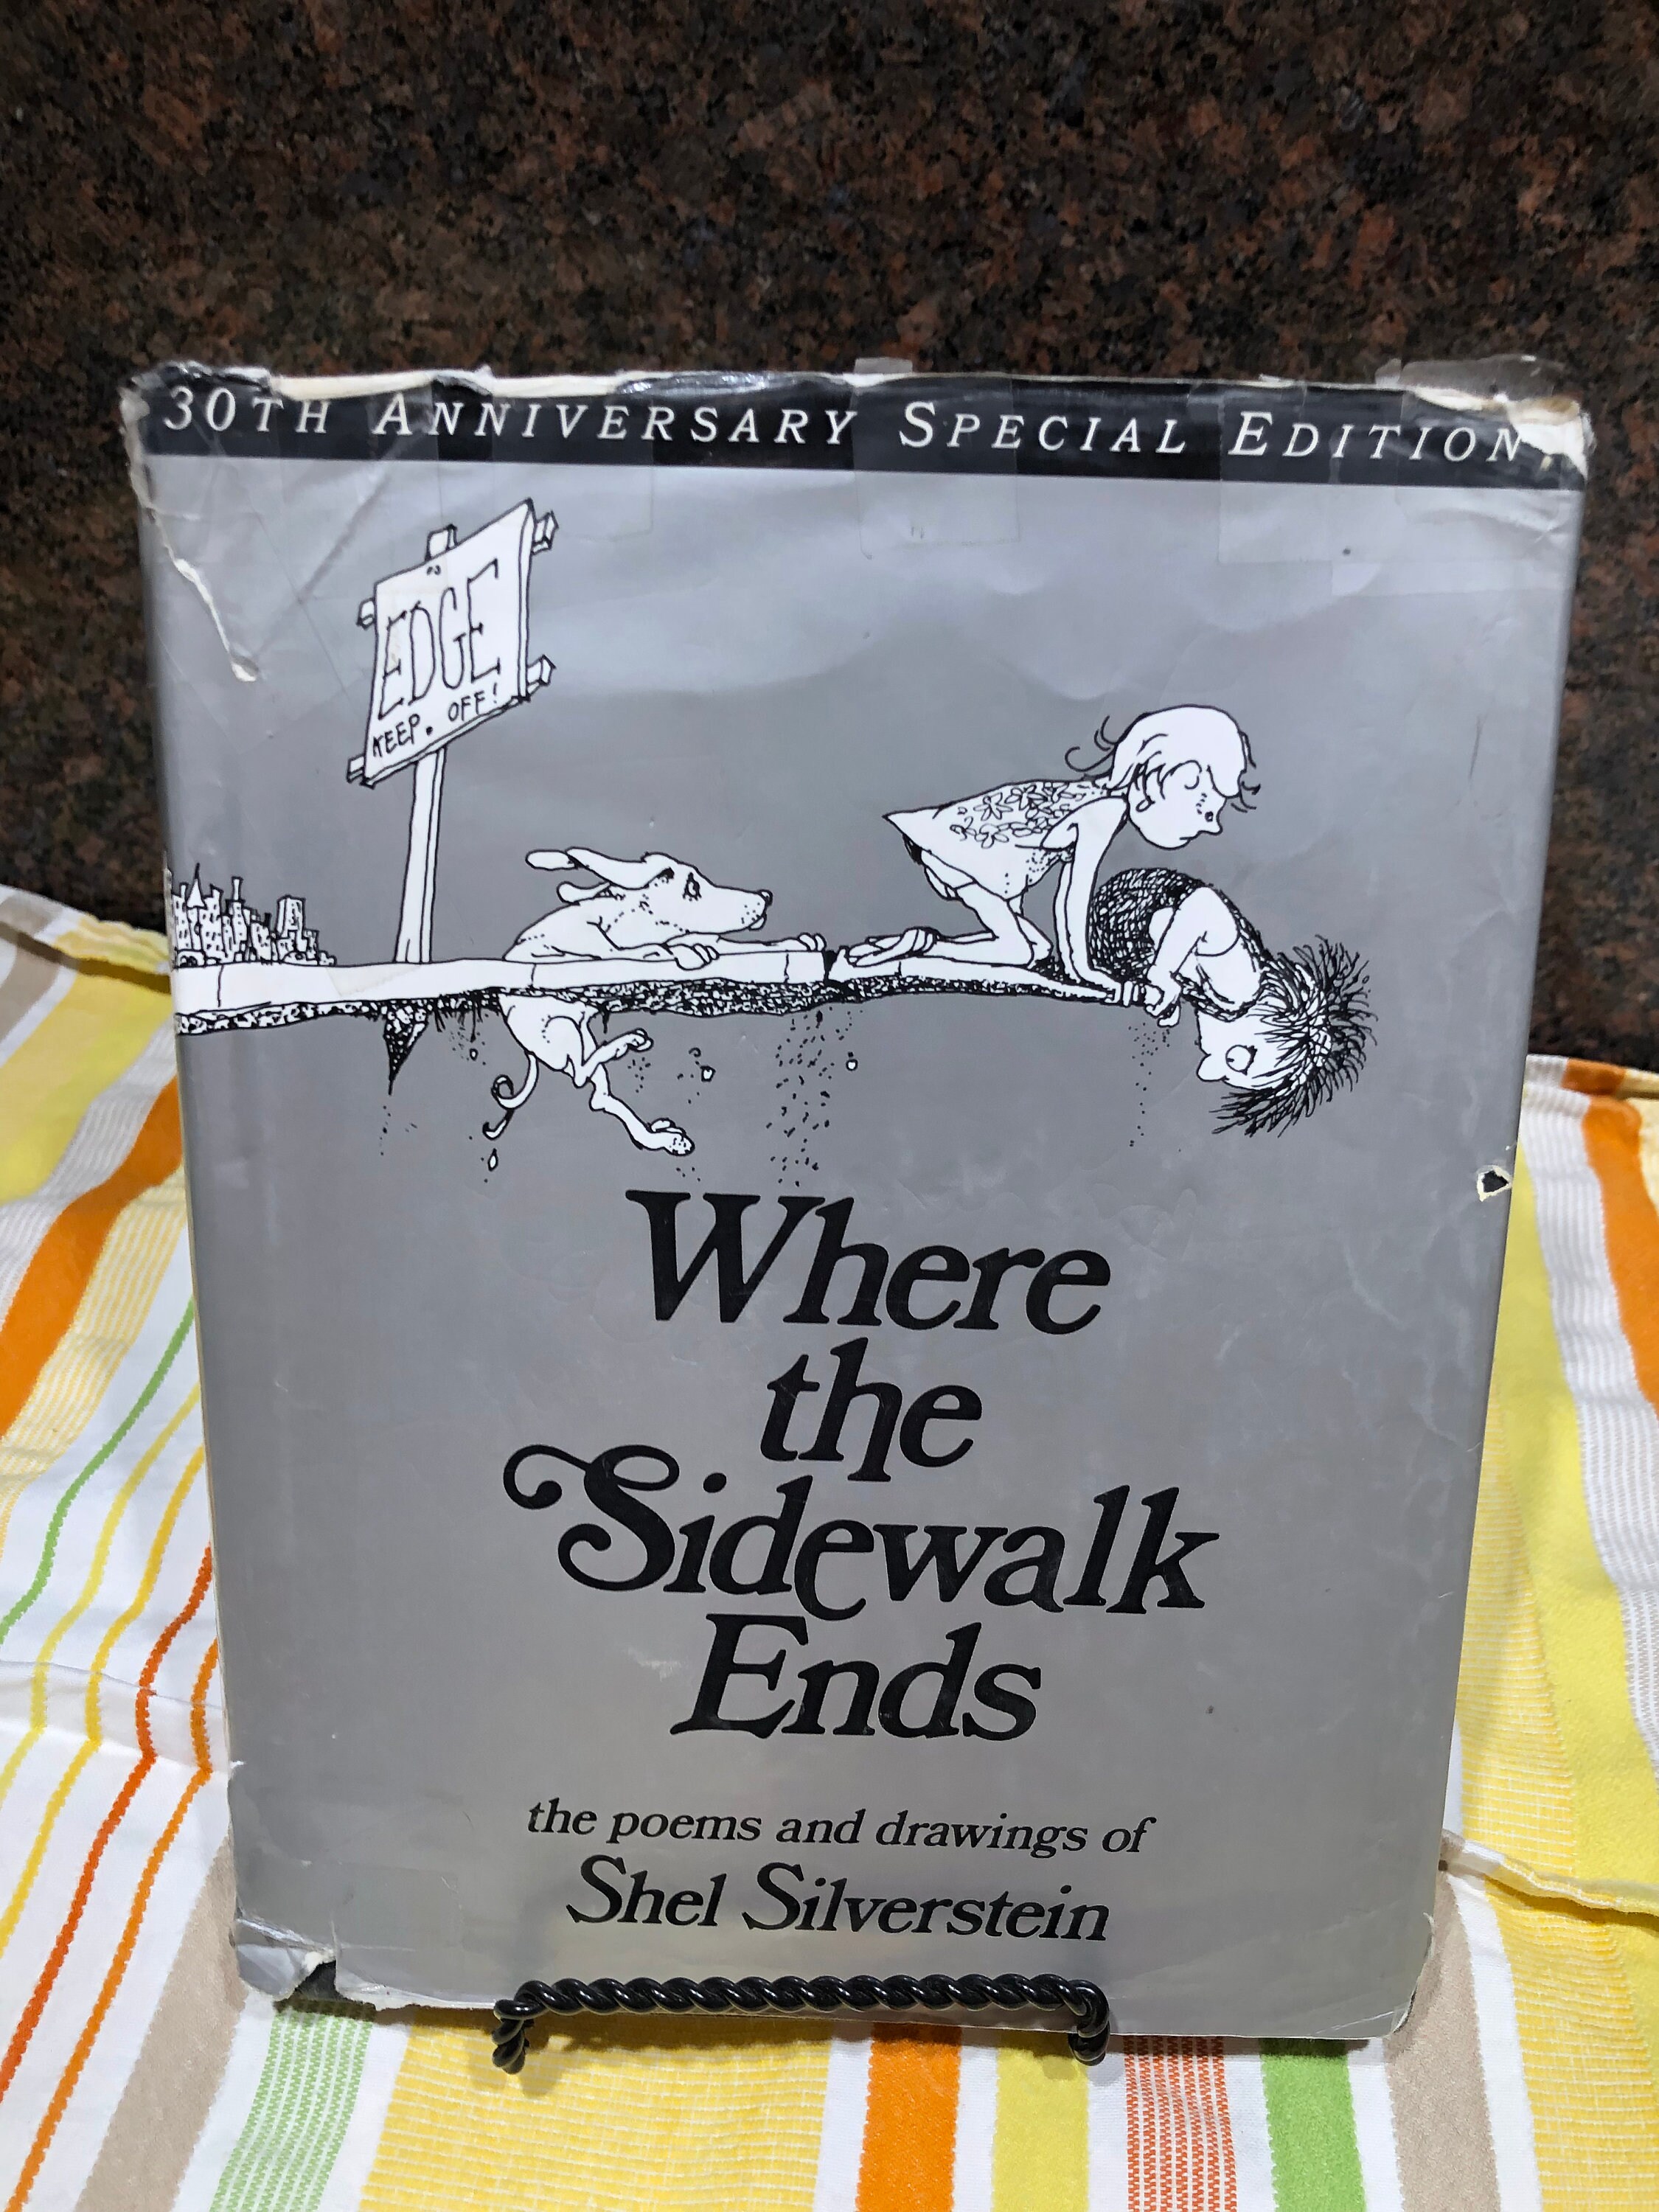 30TH ANNIVERSARY SPECIAL EDITION
EDGE
KEEP. OFF!
Where
the
Sidewalk
Ends
the poems and drawings of
Shel Silverstein